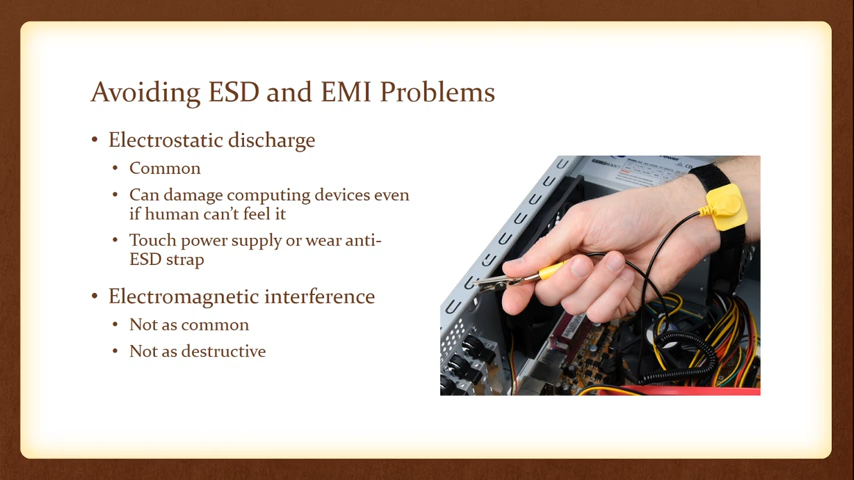 Avoiding ESD and EMI Problems
• Electrostatic discharge
• Common
• Can damage computing devices even
if human can't feel it
• Touch power supply or wear anti-
ESD strap
• Electromagnetic interference
• Not as common
• Not as destructive